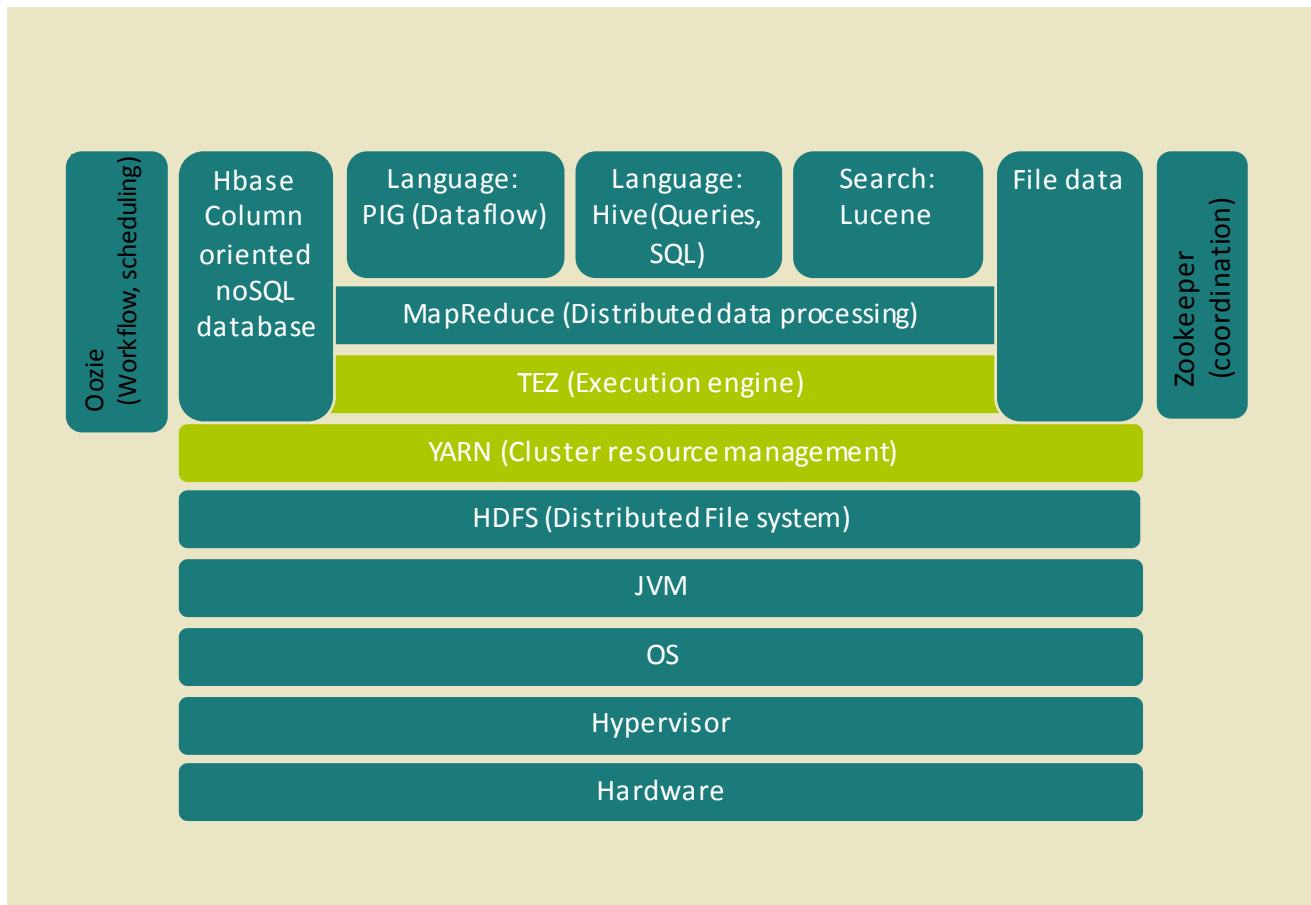 Oozie
(Workflow, scheduling)
Hbase
Column
oriented
noSQL
database
Language:
PIG (Dataflow)
Language:
Hive(Queries,
SQL)
Search:
Lucene
File data
Zookeeper
(coordination)
MapReduce (Distributed data processing)
TEZ (Execution engine)
YARN (Cluster resource management)
HDFS (Distributed File system)
JVM
OS
Hypervisor
Hardware